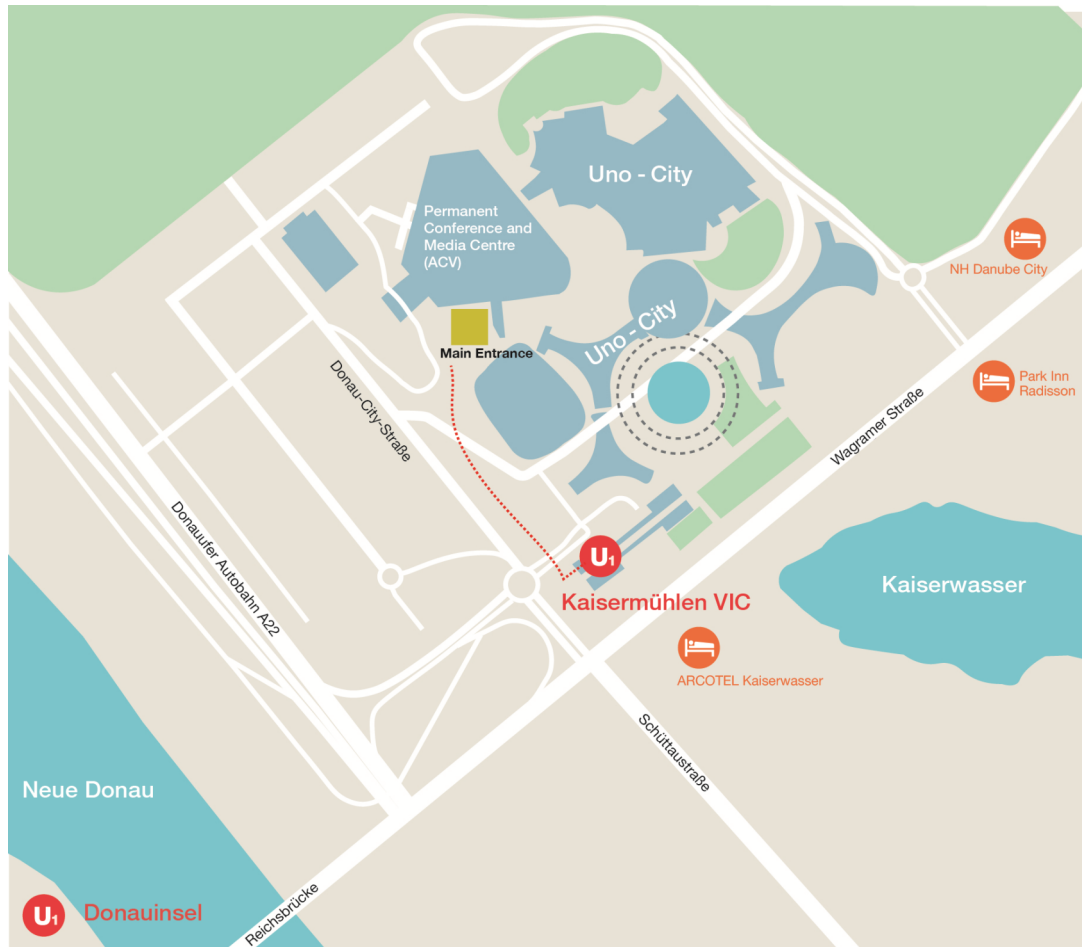 Uno - City
Permanent
Conference and
Media Centre
(ACV)
NH Danube City
Uno - City
Main Entrance
Park Inn
Radisson
Donau-City-Straße
Wagramer Straße
Donauufer Autobahn A22
U1
Kaisermühlen VIC
Kaiserwasser
ARCOTEL Kaiserwasser
Schüttaustraße
Neue Donau
U1 Donauinsel
Reichsbrücke